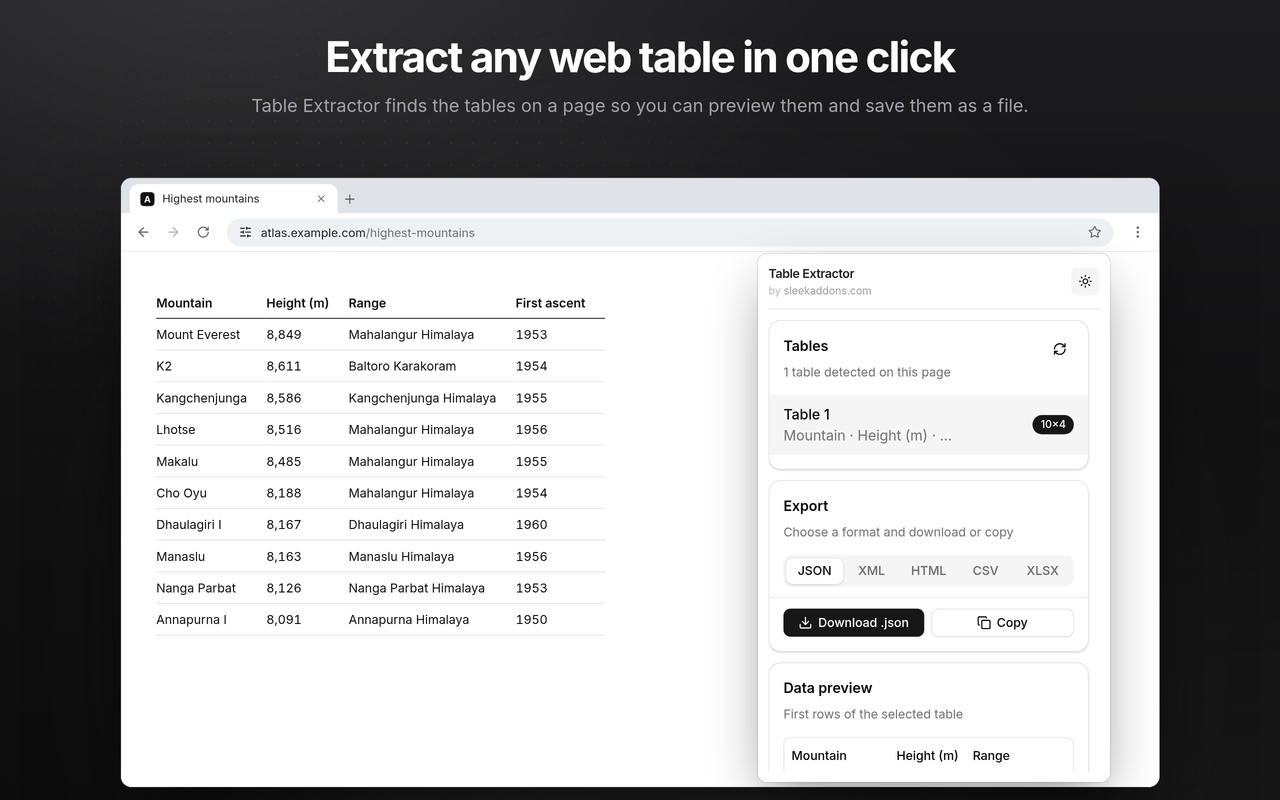 Extract any web table in one click
Table Extractor finds the tables on a page so you can preview them and save them as a file.
A Highest mountains
atlas.example.com/highest-mountains
Mountain Height (m) Range First ascent
Mount Everest 8,849 Mahalangur Himalaya 1953
K2 8,611 Baltoro Karakoram 1954
Kangchenjunga 8,586 Kangchenjunga Himalaya 1955
Lhotse 8,516 Mahalangur Himalaya 1956
Makalu 8,485 Mahalangur Himalaya 1955
Cho Oyu 8,188 Mahalangur Himalaya 1954
Dhaulagiri I 8,167 Dhaulagiri Himalaya 1960
Manaslu 8,163 Manaslu Himalaya 1956
Nanga Parbat 8,126 Nanga Parbat Himalaya 1953
Annapurna I 8,091 Annapurna Himalaya 1950
Table Extractor
by sleekaddons.com
Tables
1 table detected on this page
Table 1
Mountain · Height (m) · ...
10×4
Export
Choose a format and download or copy
JSON XML HTML CSV XLSX
Download .json Copy
Data preview
First rows of the selected table
Mountain Height (m) Range